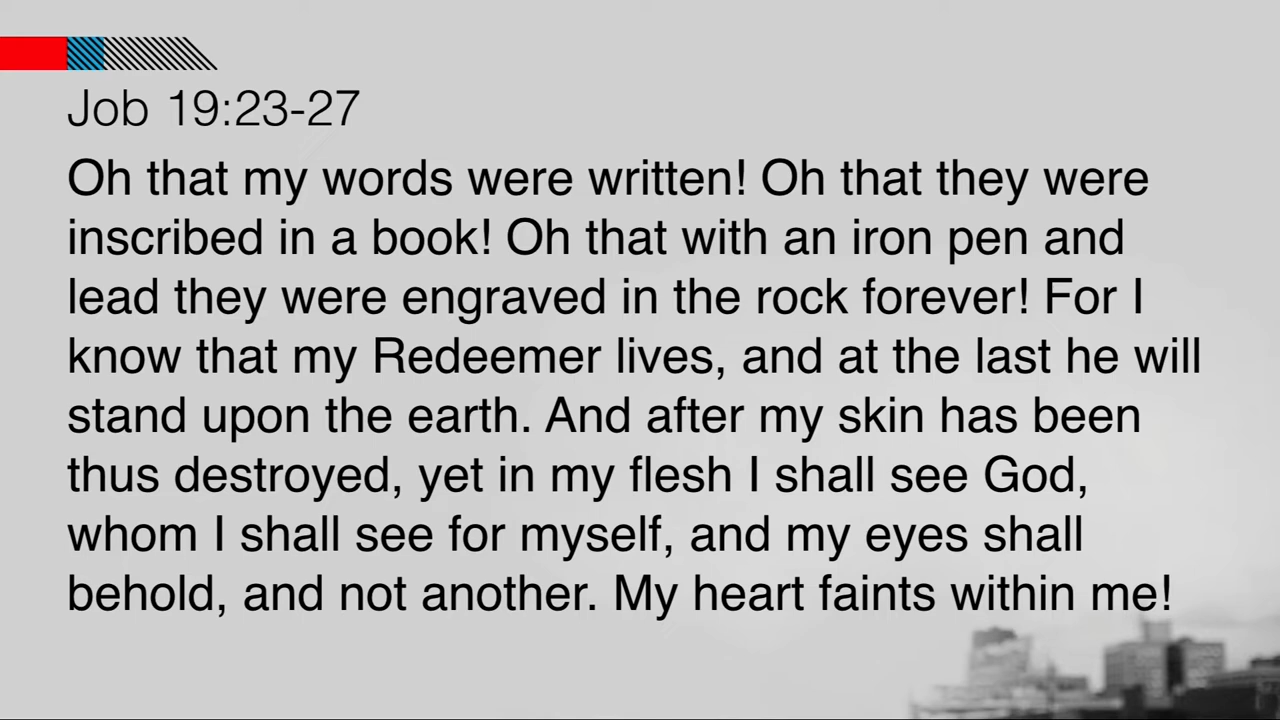 Job 19:23-27
Oh that my words were written! Oh that they were
inscribed in a book! Oh that with an iron pen and
lead they were engraved in the rock forever! For I
know that my Redeemer lives, and at the last he will
stand upon the earth. And after my skin has been
thus destroyed, yet in my flesh I shall see God,
whom I shall see for myself, and my eyes shall
behold, and not another. My heart faints within me!